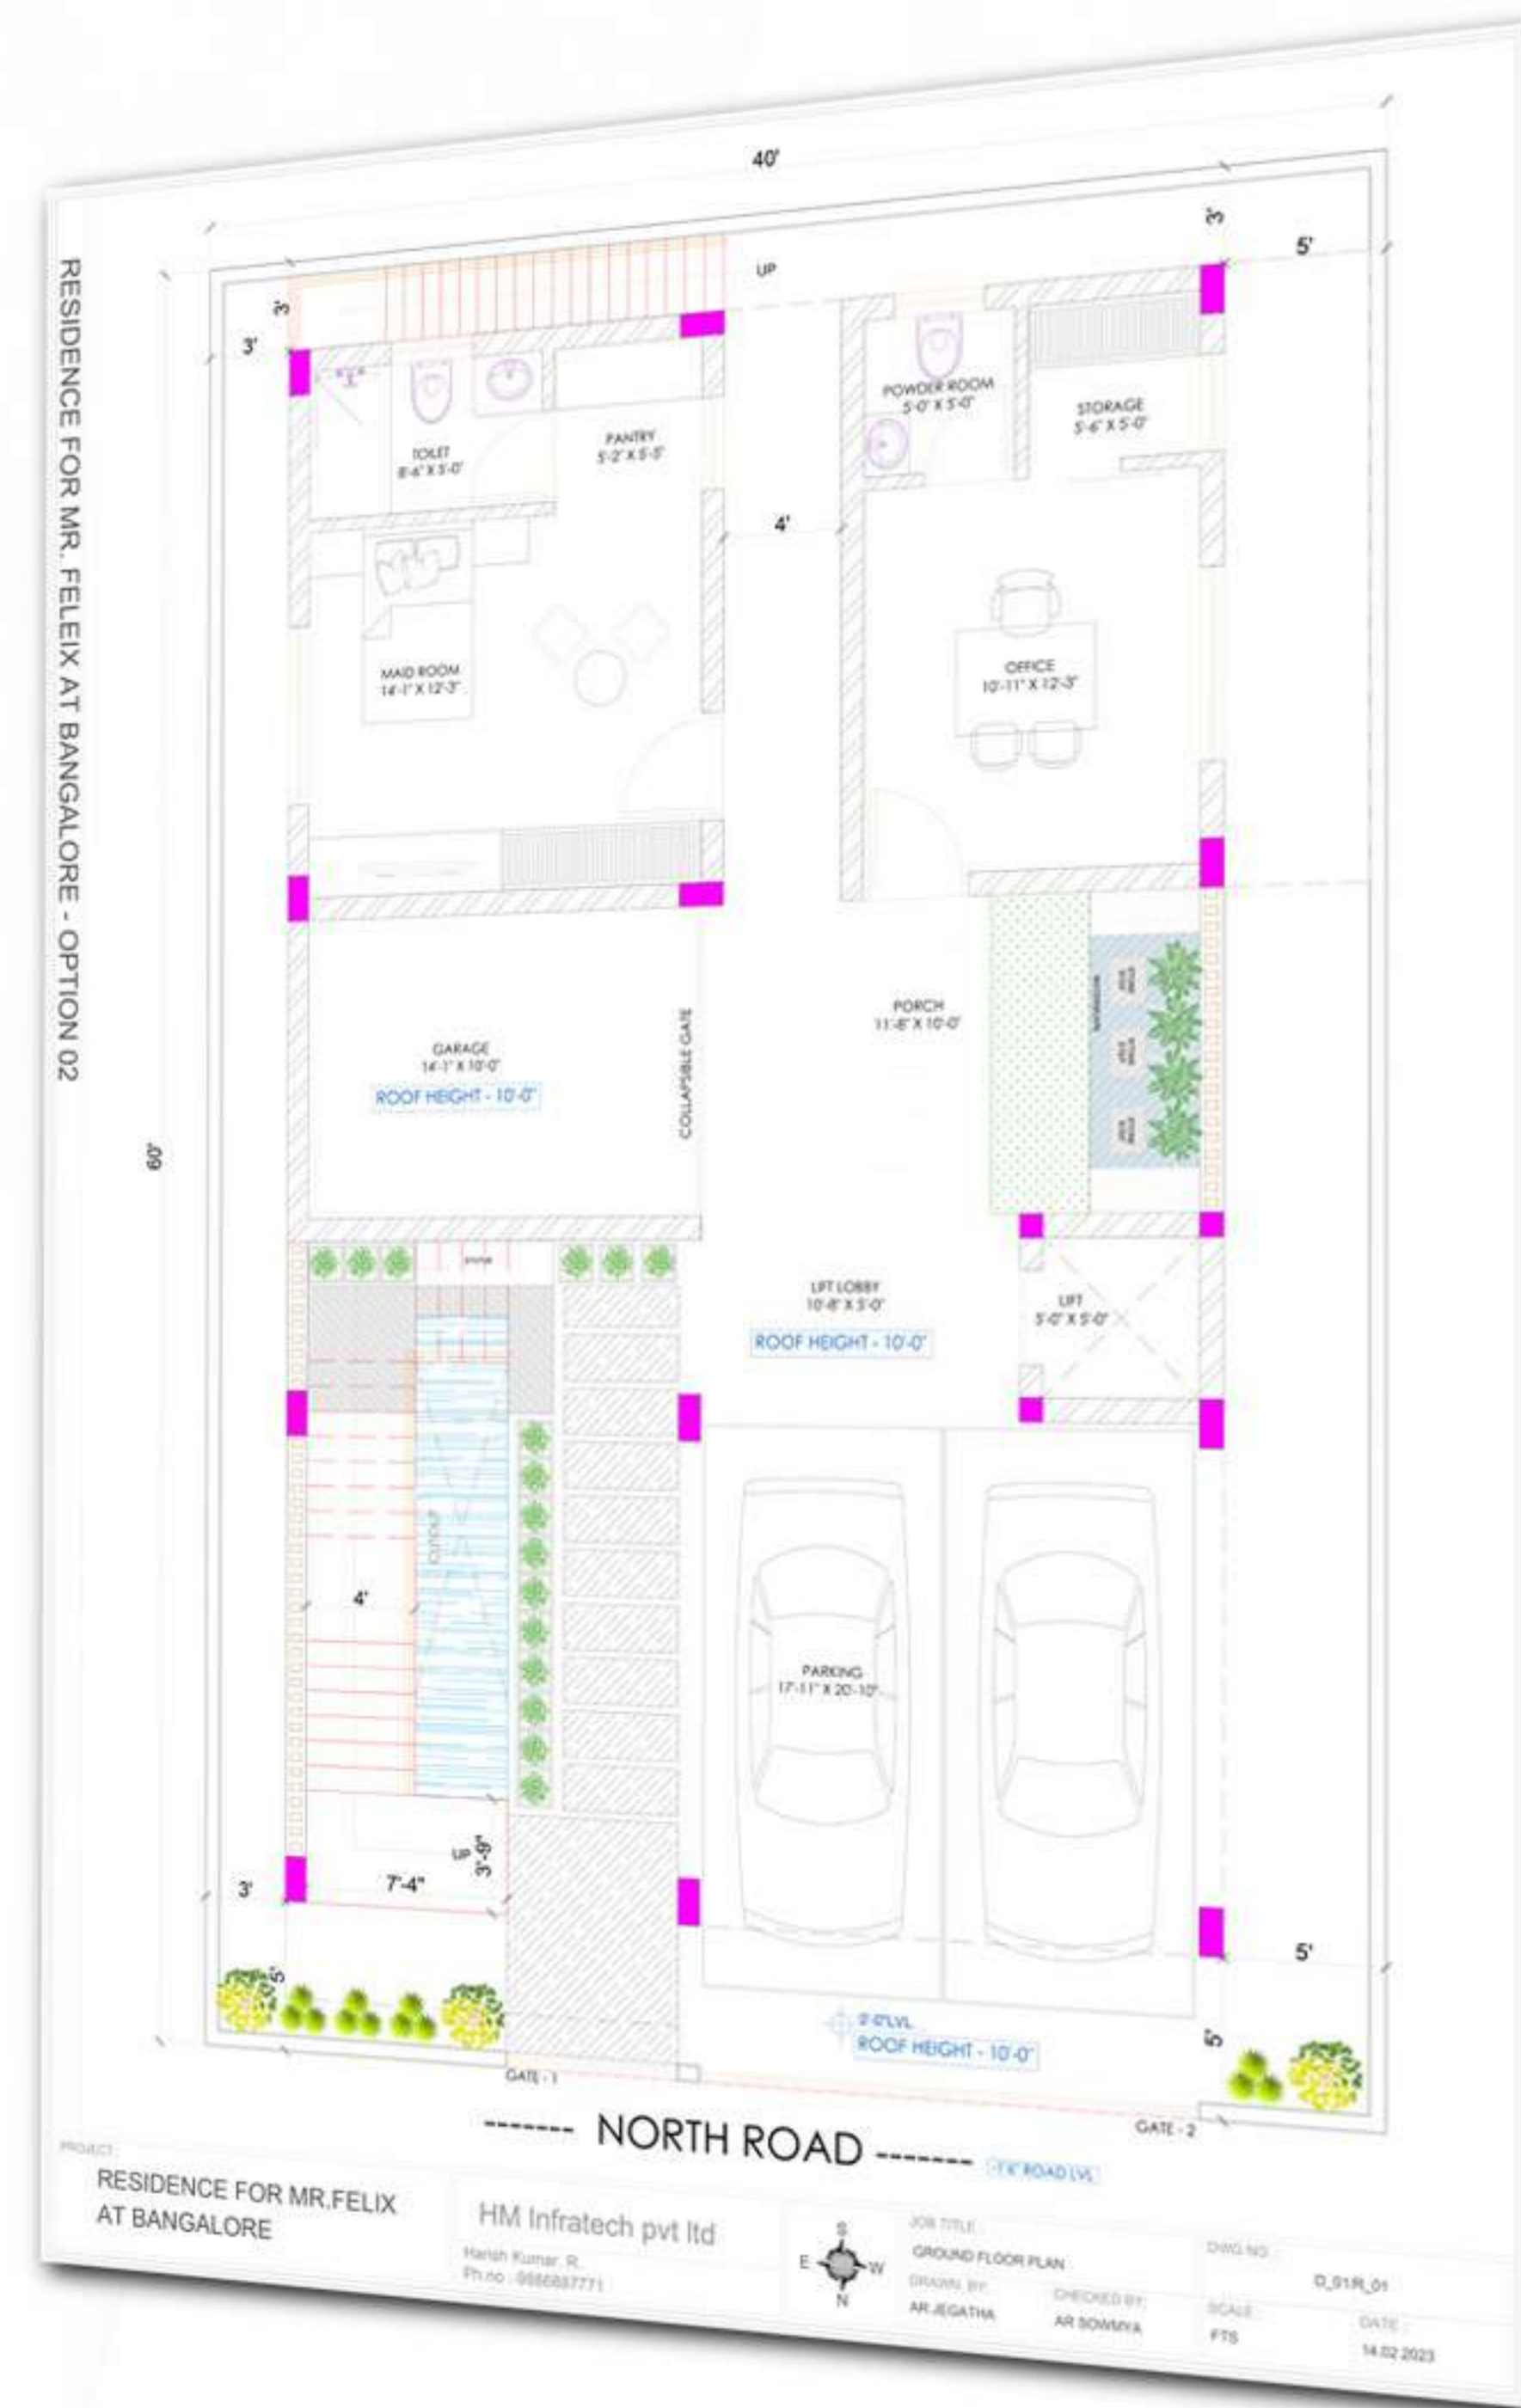 40'
3'
5'
UP
3'
3'
POWDER ROOM
5'-0" X 5'-0"
STORAGE
5'-6" X 5'-0"
TOILET
8'-6" X 5'-0"
PANTRY
5'-2" X 5'-5"
4'
MAID ROOM
14'-1" X 12'-3"
OFFICE
10'-11" X 12'-3"
RESIDENCE FOR MR. FELEIX AT BANGALORE - OPTION 02
60'
GARAGE
14'-1" X 10'-0"
ROOF HEIGHT - 10'-0"
COLLAPSIBLE GATE
PORCH
11'-8" X 10'-0"
LIFT LOBBY
10'-8" X 5'-0"
ROOF HEIGHT - 10'-0"
LIFT
5'-0" X 5'-0"
CUTOUT
4'
PARKING
17'-11" X 20'-10"
UP
3'-9"
7'-4"
3'
5'
5'
5'
0'-0" LVL
ROOF HEIGHT - 10'-0"
GATE - 1
GATE - 2
------- NORTH ROAD -------
ROAD LVL
PROJECT :
RESIDENCE FOR MR.FELIX
AT BANGALORE
HM Infratech pvt ltd
Harish Kumar. R.
Ph.no : 9886687771
S
E
W
N
JOB TITLE :
GROUND FLOOR PLAN
DRAWN BY:
AR.JEGATHA
CHECKED BY:
AR SOWMYA
DWG NO :
D_01/R_01
SCALE :
FTS
DATE :
14.02.2023